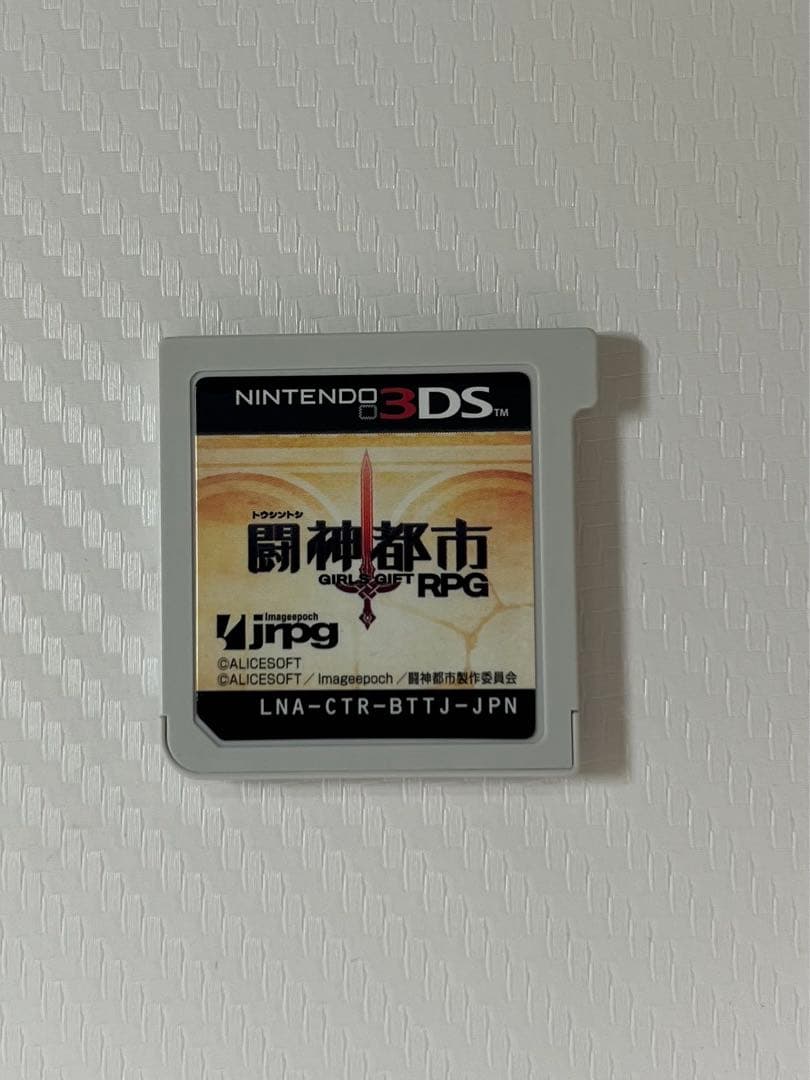 NINTENDO 3DS™
トウシントシ
闘神都市
GIRLS GIFT RPG
imageepoch
jrpg
©ALICESOFT
©ALICESOFT／Imageepoch／闘神都市製作委員会
LNA-CTR-BTTJ-JPN